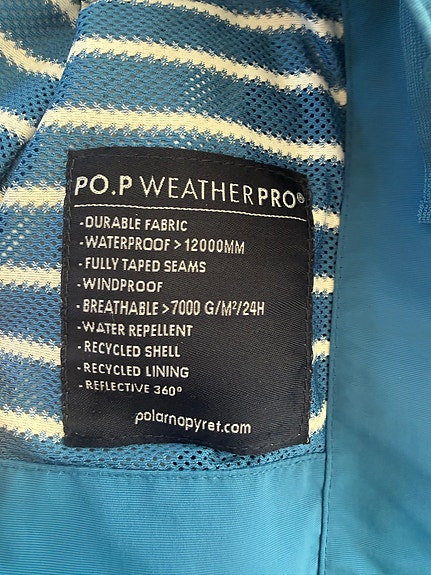 PO.P WEATHERPRO®
-DURABLE FABRIC
-WATERPROOF > 12000MM
-FULLY TAPED SEAMS
-WINDPROOF
-BREATHABLE >7000 G/M²/24H
-WATER REPELLENT
-RECYCLED SHELL
-RECYCLED LINING
-REFLECTIVE 360°
polarnopyret.com